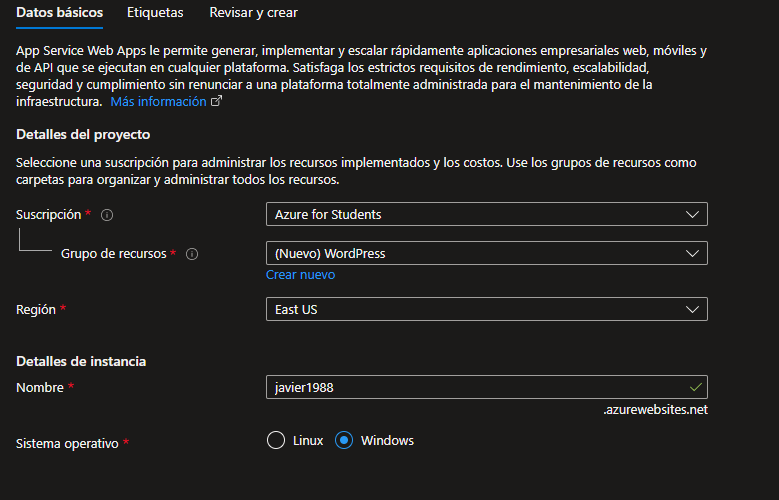 Datos básicos Etiquetas Revisar y crear
App Service Web Apps le permite generar, implementar y escalar rápidamente aplicaciones empresariales web, móviles y
de API que se ejecutan en cualquier plataforma. Satisfaga los estrictos requisitos de rendimiento, escalabilidad,
seguridad y cumplimiento sin renunciar a una plataforma totalmente administrada para el mantenimiento de la
infraestructura. Más información
Detalles del proyecto
Seleccione una suscripción para administrar los recursos implementados y los costos. Use los grupos de recursos como
carpetas para organizar y administrar todos los recursos.
Suscripción * Azure for Students
Grupo de recursos * (Nuevo) WordPress
Crear nuevo
Región * East US
Detalles de instancia
Nombre * javier1988
.azurewebsites.net
Sistema operativo * Linux Windows